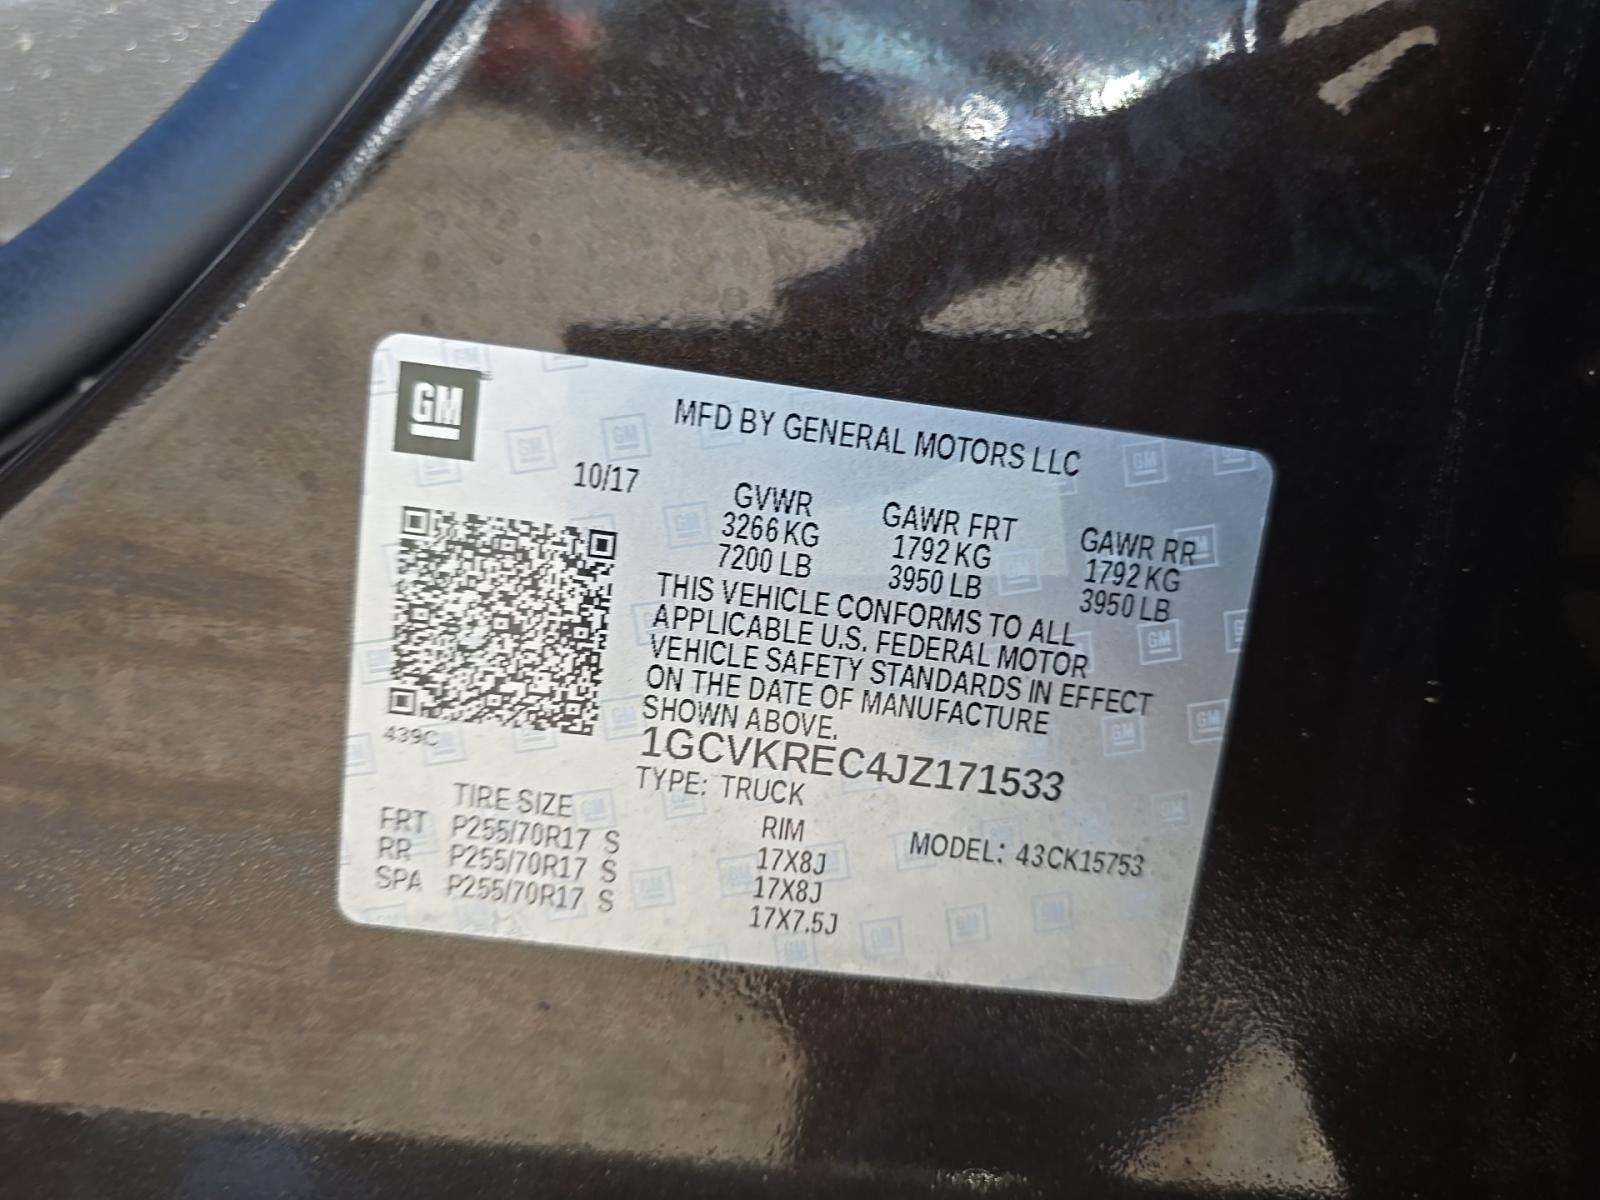 GM
MFD BY GENERAL MOTORS LLC
10/17
GVWR GAWR FRT GAWR RR
3266 KG 1792 KG 1792 KG
7200 LB 3950 LB 3950 LB
THIS VEHICLE CONFORMS TO ALL
APPLICABLE U.S. FEDERAL MOTOR
VEHICLE SAFETY STANDARDS IN EFFECT
ON THE DATE OF MANUFACTURE
SHOWN ABOVE.
439C
1GCVKREC4JZ171533
TYPE: TRUCK
TIRE SIZE RIM MODEL: 43CK15753
FRT P255/70R17 S 17X8J
RR P255/70R17 S 17X8J
SPA P255/70R17 S 17X7.5J